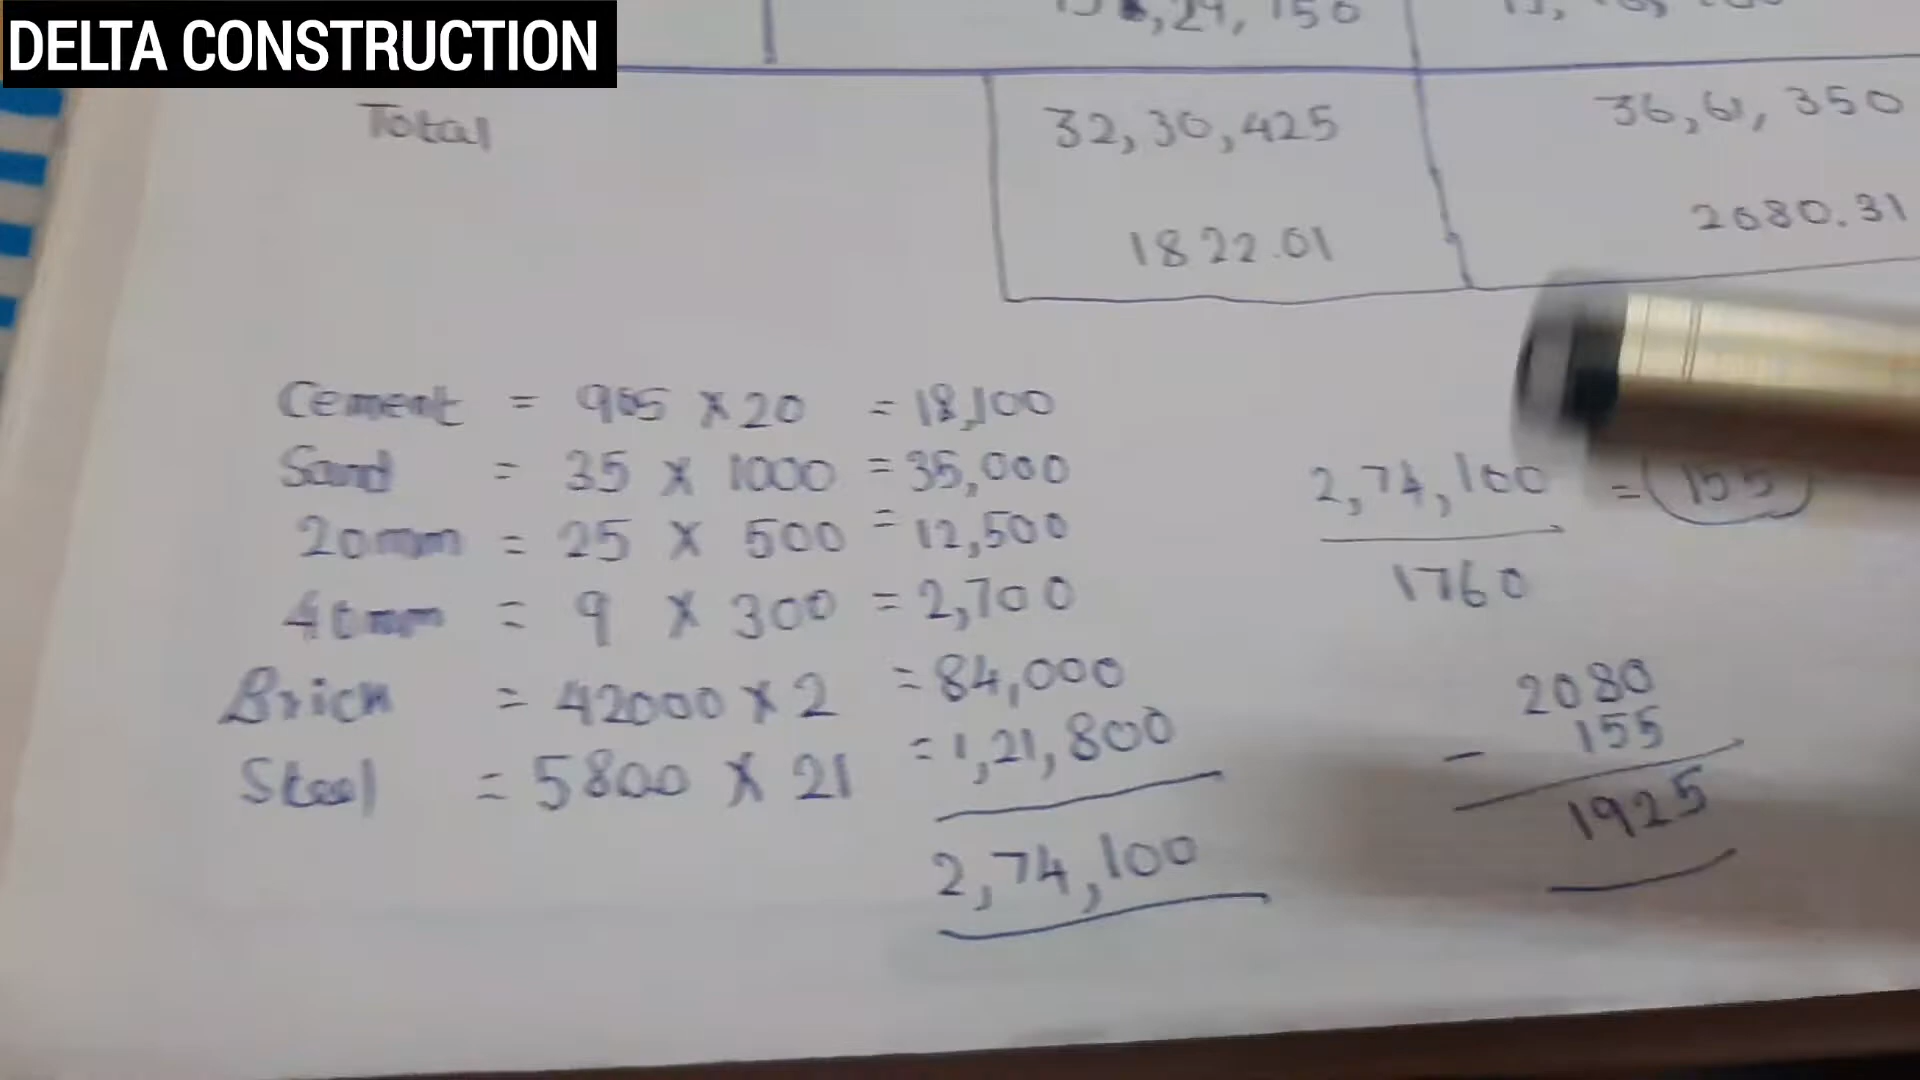 DELTA CONSTRUCTION
Total 32,30,425 36,61,350
1822.01 2080.31
Cement = 905 × 20 = 18,100
Sand = 35 × 1000 = 35,000
20mm = 25 × 500 = 12,500
40mm = 9 × 300 = 2,700
Brick = 42000 × 2 = 84,000
Steel = 5800 × 21 = 1,21,800
2,74,100
2,74,100 = 155
1760
2080
- 155
1925